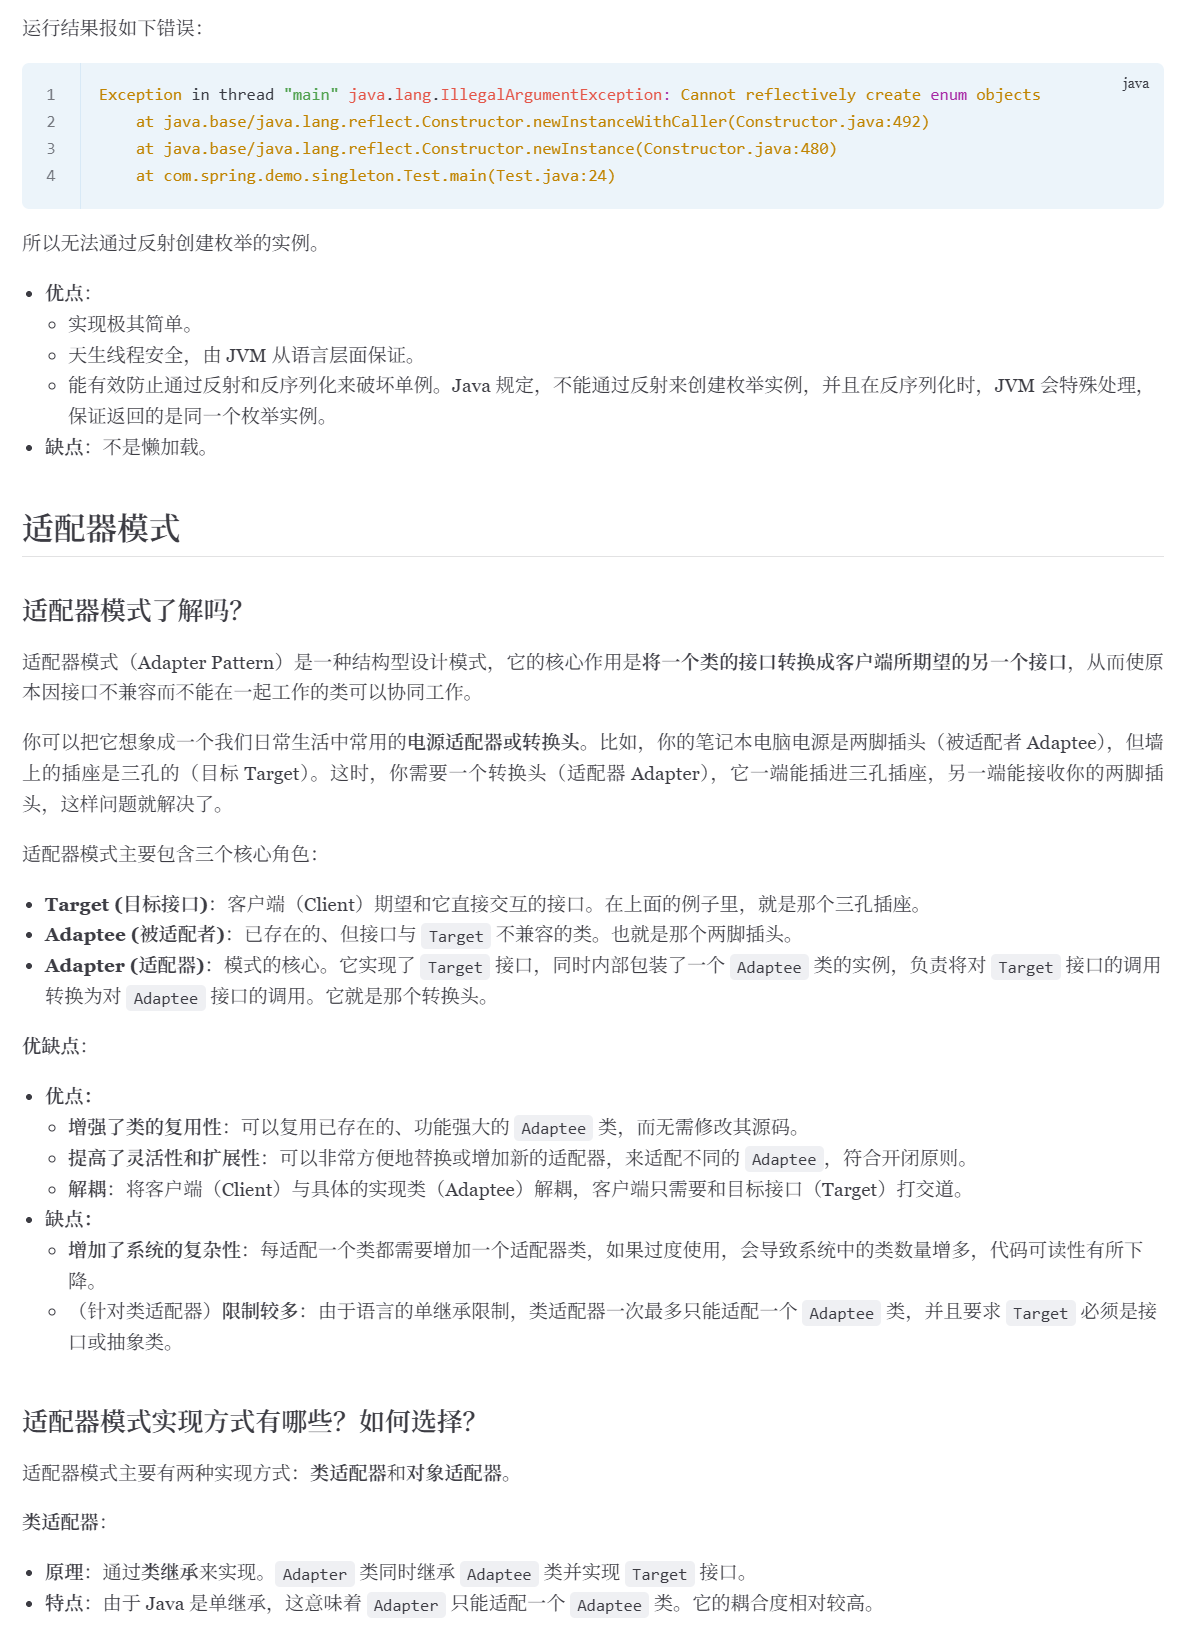 运行结果报如下错误：
java
1 Exception in thread "main" java.lang.IllegalArgumentException: Cannot reflectively create enum objects
2 at java.base/java.lang.reflect.Constructor.newInstanceWithCaller(Constructor.java:492)
3 at java.base/java.lang.reflect.Constructor.newInstance(Constructor.java:480)
4 at com.spring.demo.singleton.Test.main(Test.java:24)
所以无法通过反射创建枚举的实例。
• 优点：
◦ 实现极其简单。
◦ 天生线程安全，由 JVM 从语言层面保证。
◦ 能有效防止通过反射和反序列化来破坏单例。Java 规定，不能通过反射来创建枚举实例，并且在反序列化时，JVM 会特殊处理，
保证返回的是同一个枚举实例。
• 缺点：不是懒加载。
适配器模式
适配器模式了解吗？
适配器模式（Adapter Pattern）是一种结构型设计模式，它的核心作用是将一个类的接口转换成客户端所期望的另一个接口，从而使原
本因接口不兼容而不能在一起工作的类可以协同工作。
你可以把它想象成一个我们日常生活中常用的电源适配器或转换头。比如，你的笔记本电脑电源是两脚插头（被适配者 Adaptee），但墙
上的插座是三孔的（目标 Target）。这时，你需要一个转换头（适配器 Adapter），它一端能插进三孔插座，另一端能接收你的两脚插
头，这样问题就解决了。
适配器模式主要包含三个核心角色：
• Target (目标接口)：客户端（Client）期望和它直接交互的接口。在上面的例子里，就是那个三孔插座。
• Adaptee (被适配者)：已存在的、但接口与 Target 不兼容的类。也就是那个两脚插头。
• Adapter (适配器)：模式的核心。它实现了 Target 接口，同时内部包装了一个 Adaptee 类的实例，负责将对 Target 接口的调用
转换为对 Adaptee 接口的调用。它就是那个转换头。
优缺点：
• 优点：
◦ 增强了类的复用性：可以复用已存在的、功能强大的 Adaptee 类，而无需修改其源码。
◦ 提高了灵活性和扩展性：可以非常方便地替换或增加新的适配器，来适配不同的 Adaptee，符合开闭原则。
◦ 解耦：将客户端（Client）与具体的实现类（Adaptee）解耦，客户端只需要和目标接口（Target）打交道。
• 缺点：
◦ 增加了系统的复杂性：每适配一个类都需要增加一个适配器类，如果过度使用，会导致系统中的类数量增多，代码可读性有所下
降。
◦ （针对类适配器）限制较多：由于语言的单继承限制，类适配器一次最多只能适配一个 Adaptee 类，并且要求 Target 必须是接
口或抽象类。
适配器模式实现方式有哪些？如何选择？
适配器模式主要有两种实现方式：类适配器和对象适配器。
类适配器：
• 原理：通过类继承来实现。Adapter 类同时继承 Adaptee 类并实现 Target 接口。
• 特点：由于 Java 是单继承，这意味着 Adapter 只能适配一个 Adaptee 类。它的耦合度相对较高。